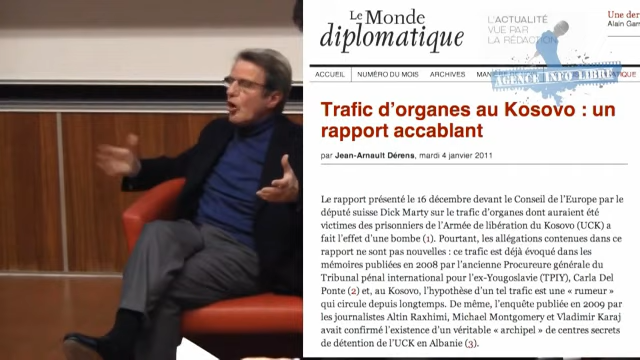 Le Monde
diplomatique
L'ACTUALITÉ
VUE PAR
LA RÉDACTION
Une der
Alain Gar
AGENCE INFO LIBRE
ACCUEIL NUMÉRO DU MOIS ARCHIVES
Trafic d'organes au Kosovo : un
rapport accablant
par Jean-Arnault Dérens, mardi 4 janvier 2011
Le rapport présenté le 16 décembre devant le Conseil de l'Europe par le
député suisse Dick Marty sur le trafic d'organes dont auraient été
victimes des prisonniers de l'Armée de libération du Kosovo (UCK) a
fait l'effet d'une bombe (1). Pourtant, les allégations contenues dans ce
rapport ne sont pas nouvelles : ce trafic est déjà évoqué dans les
mémoires publiées en 2008 par l'ancienne Procureure générale du
Tribunal pénal international pour l'ex-Yougoslavie (TPIY), Carla Del
Ponte (2) et, au Kosovo, l'hypothèse d'un tel trafic est une « rumeur »
qui circule depuis longtemps. De même, l'enquête publiée en 2009 par
les journalistes Altin Raxhimi, Michael Montgomery et Vladimir Karaj
avait confirmé l'existence d'un véritable « archipel » de centres secrets
de détention de l'UCK en Albanie (3).